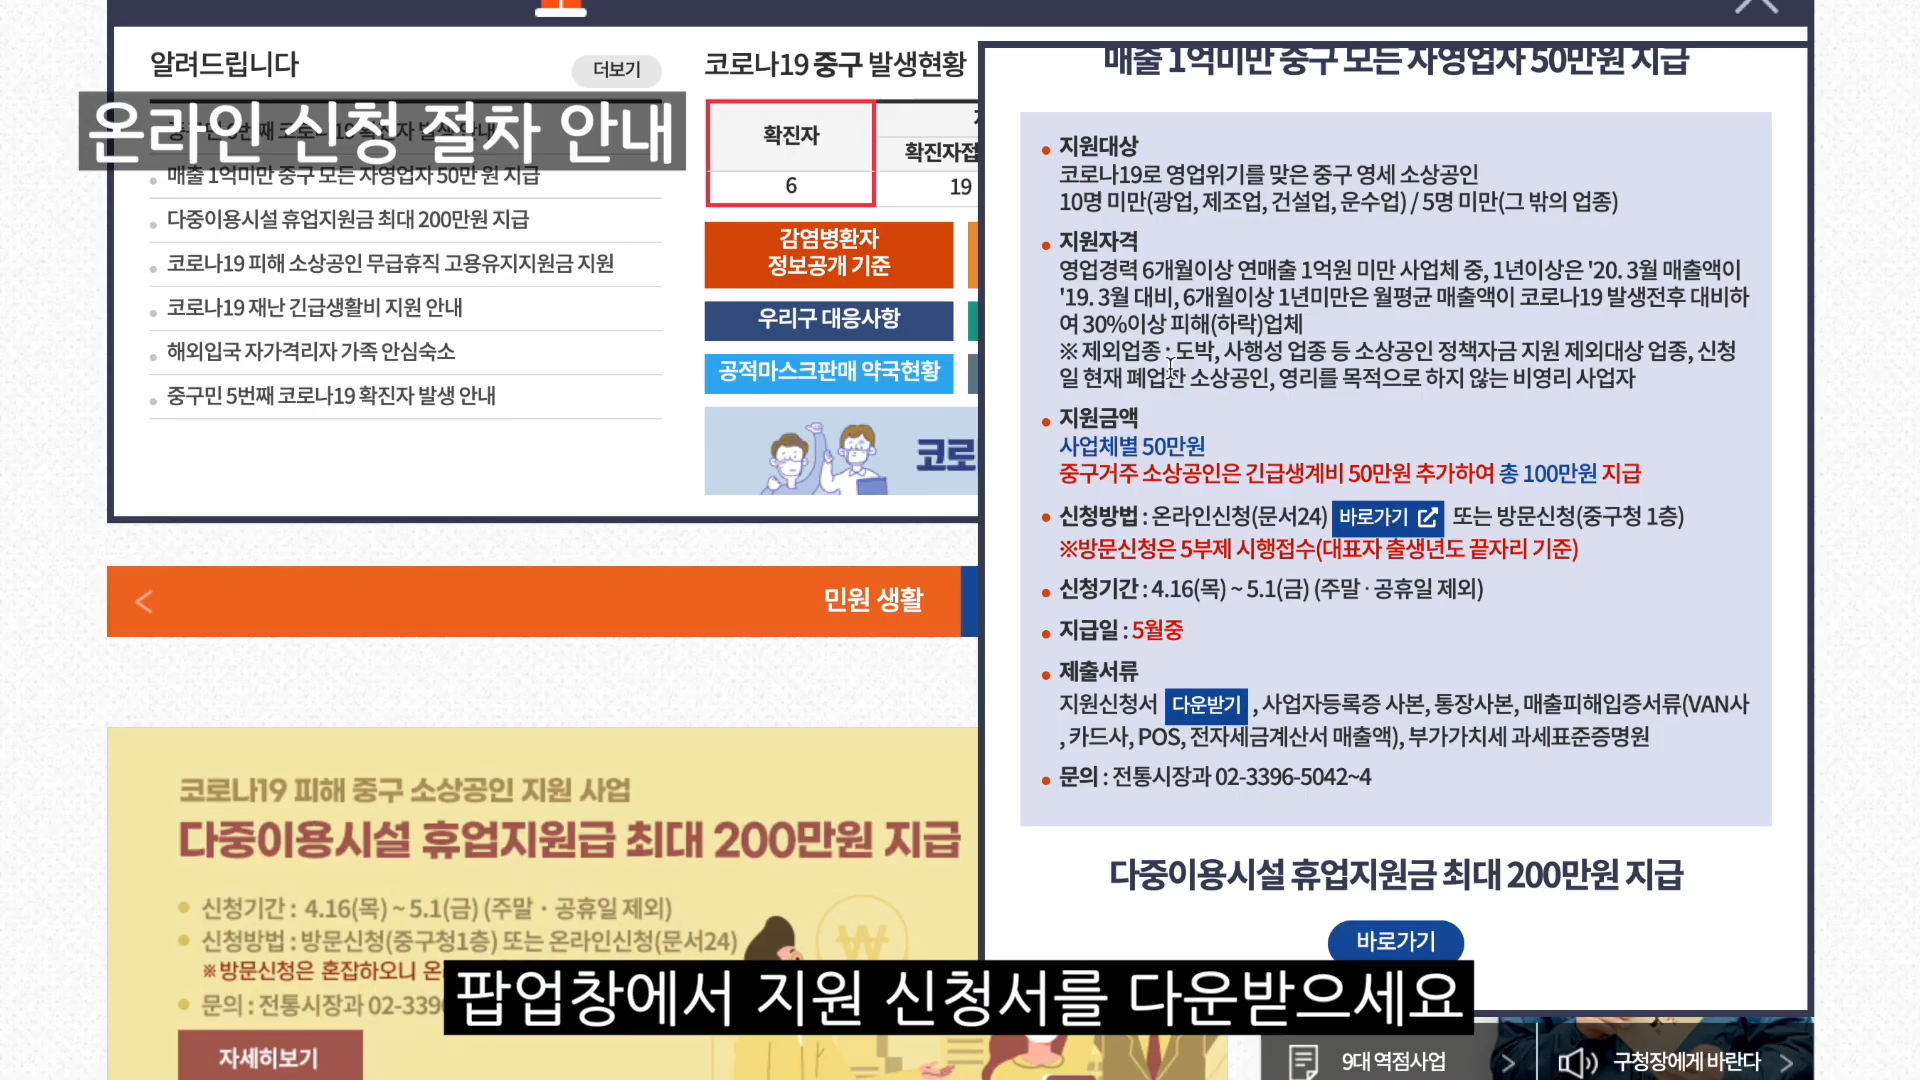 알려드립니다
더보기
온라인 신청 절차 안내
매출 1억미만 중구 모든 자영업자 50만 원 지급
다중이용시설 휴업지원금 최대 200만원 지급
코로나19 피해 소상공인 무급휴직 고용유지지원금 지원
코로나19 재난 긴급생활비 지원 안내
해외입국 자가격리자 가족 안심숙소
중구민 5번째 코로나19 확진자 발생 안내
코로나19 중구 발생현황
확진자
확진자접
6
19
감염병환자
정보공개 기준
우리구 대응사항
공적마스크판매 약국현황
코로
민원 생활
코로나19 피해 중구 소상공인 지원 사업
다중이용시설 휴업지원급 최대 200만원 지급
신청기간 : 4.16(목) ~ 5.1(금) (주말 · 공휴일 제외)
신청방법 : 방문신청(중구청1층) 또는 온라인신청(문서24)
※방문신청은 혼잡하오니 온
문의 : 전통시장과 02-339
자세히보기
매출 1억미만 중구 모든 자영업자 50만원 지급
지원대상
코로나19로 영업위기를 맞은 중구 영세 소상공인
10명 미만(광업, 제조업, 건설업, 운수업) / 5명 미만(그 밖의 업종)
지원자격
영업경력 6개월이상 연매출 1억원 미만 사업체 중, 1년이상은 '20. 3월 매출액이
'19. 3월 대비, 6개월이상 1년미만은 월평균 매출액이 코로나19 발생전후 대비하
여 30%이상 피해(하락)업체
※ 제외업종 : 도박, 사행성 업종 등 소상공인 정책자금 지원 제외대상 업종, 신청
일 현재 폐업한 소상공인, 영리를 목적으로 하지 않는 비영리 사업자
지원금액
사업체별 50만원
중구거주 소상공인은 긴급생계비 50만원 추가하여 총 100만원 지급
신청방법 : 온라인신청(문서24) 바로가기 또는 방문신청(중구청 1층)
※방문신청은 5부제 시행접수(대표자 출생년도 끝자리 기준)
신청기간 : 4.16(목) ~ 5.1(금) (주말 · 공휴일 제외)
지급일 : 5월중
제출서류
지원신청서 다운받기 , 사업자등록증 사본, 통장사본, 매출피해입증서류(VAN사
, 카드사, POS, 전자세금계산서 매출액), 부가가치세 과세표준증명원
문의 : 전통시장과 02-3396-5042~4
다중이용시설 휴업지원금 최대 200만원 지급
바로가기
팝업창에서 지원 신청서를 다운받으세요
9대 역점사업
구청장에게 바란다